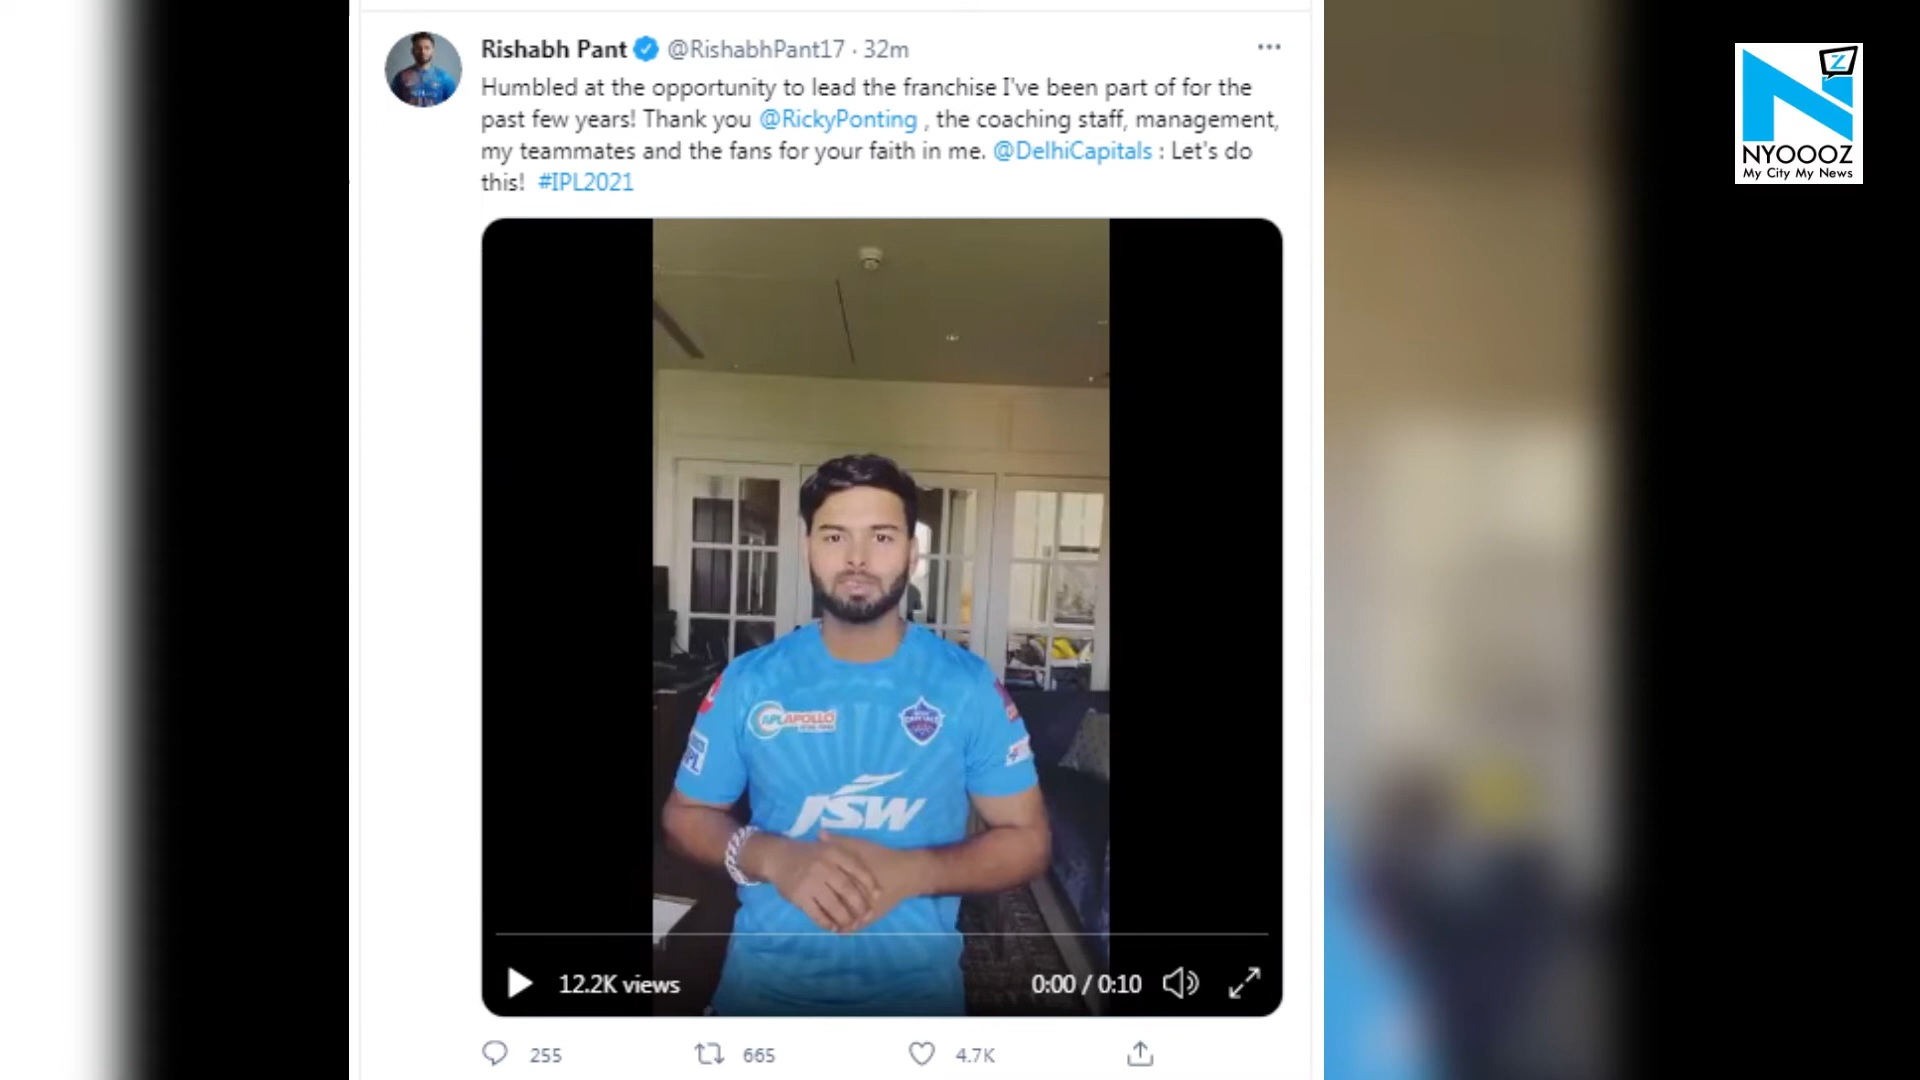 Rishabh Pant @RishabhPant17 · 32m
Humbled at the opportunity to lead the franchise I've been part of for the
past few years! Thank you @RickyPonting , the coaching staff, management,
my teammates and the fans for your faith in me. @DelhiCapitals : Let's do
this! #IPL2021
NYOOOZ
My City My News
APLAPOLLO
JSW
12.2K views
0:00 / 0:10
255
665
4.7K